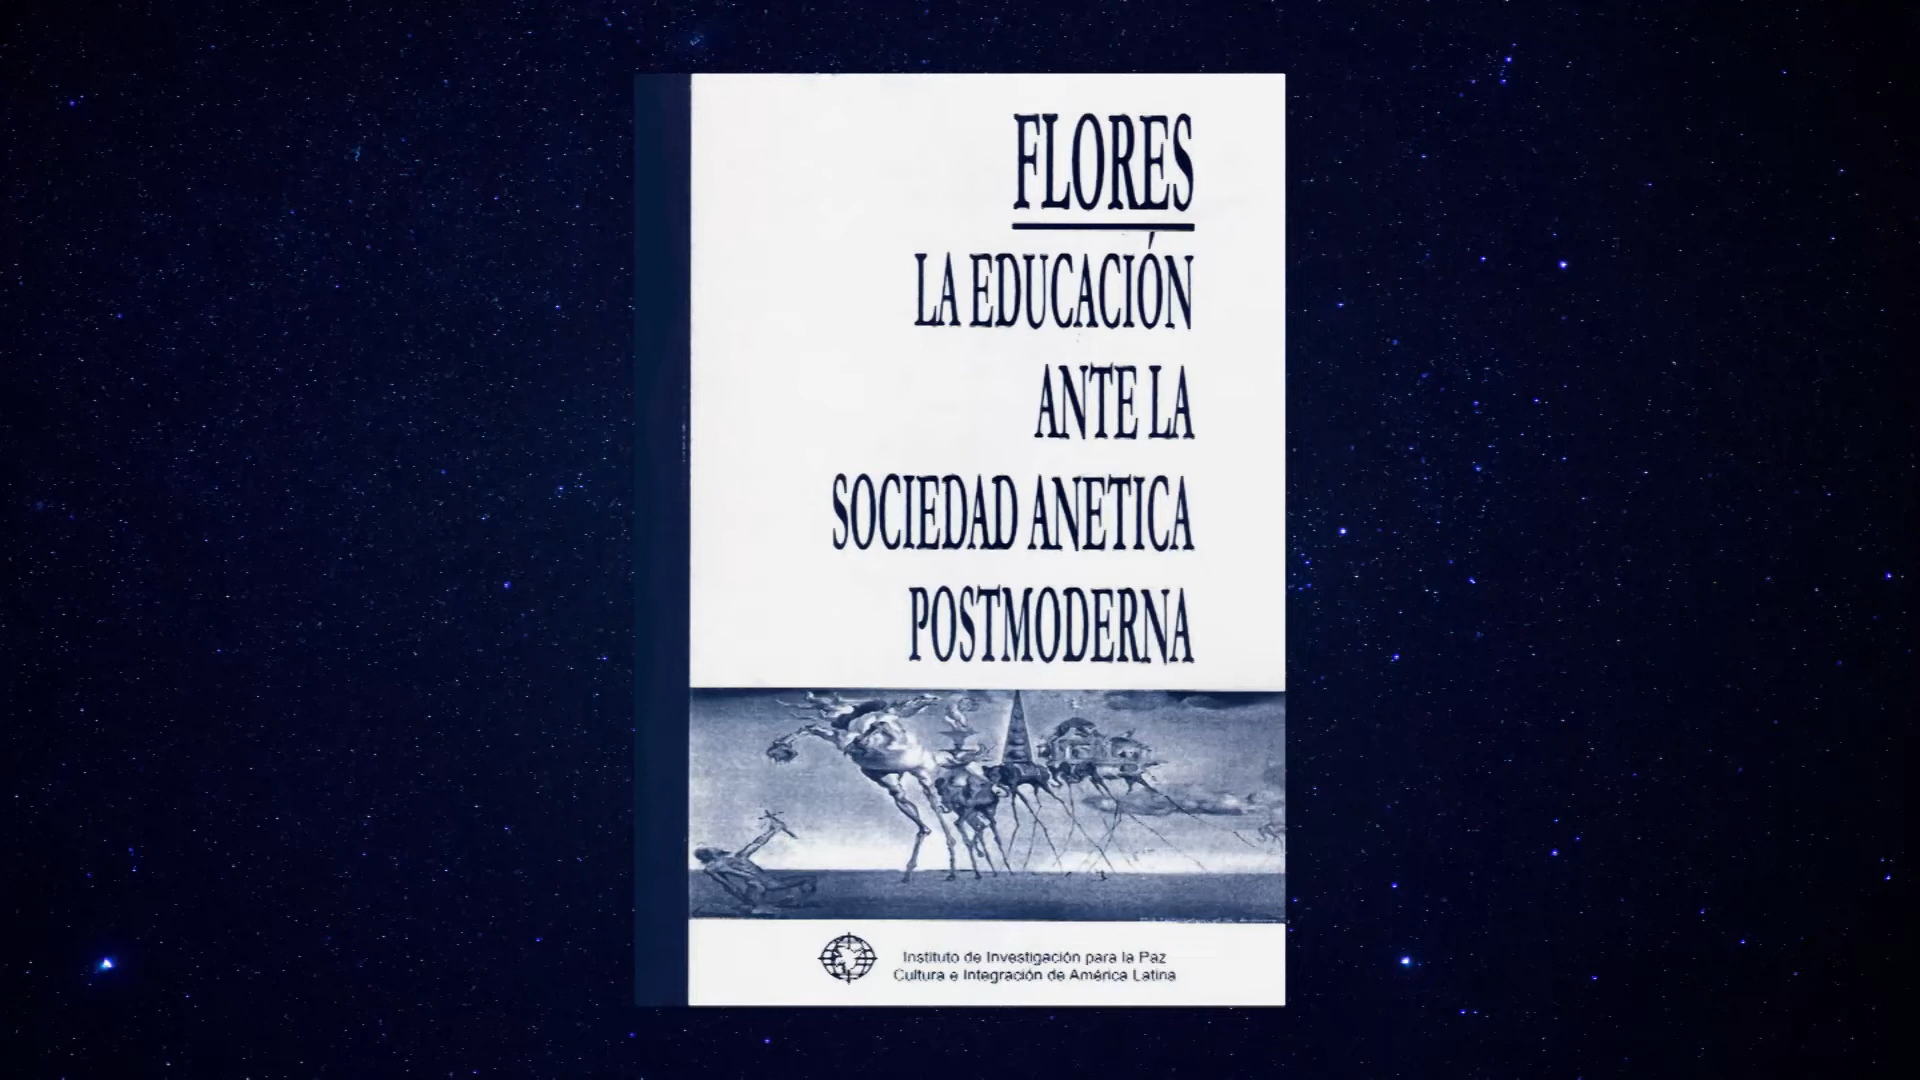 FLORES
LA EDUCACIÓN
ANTE LA
SOCIEDAD ANETICA
POSTMODERNA
Instituto de Investigación para la Paz
Cultura e Integración de América Latina